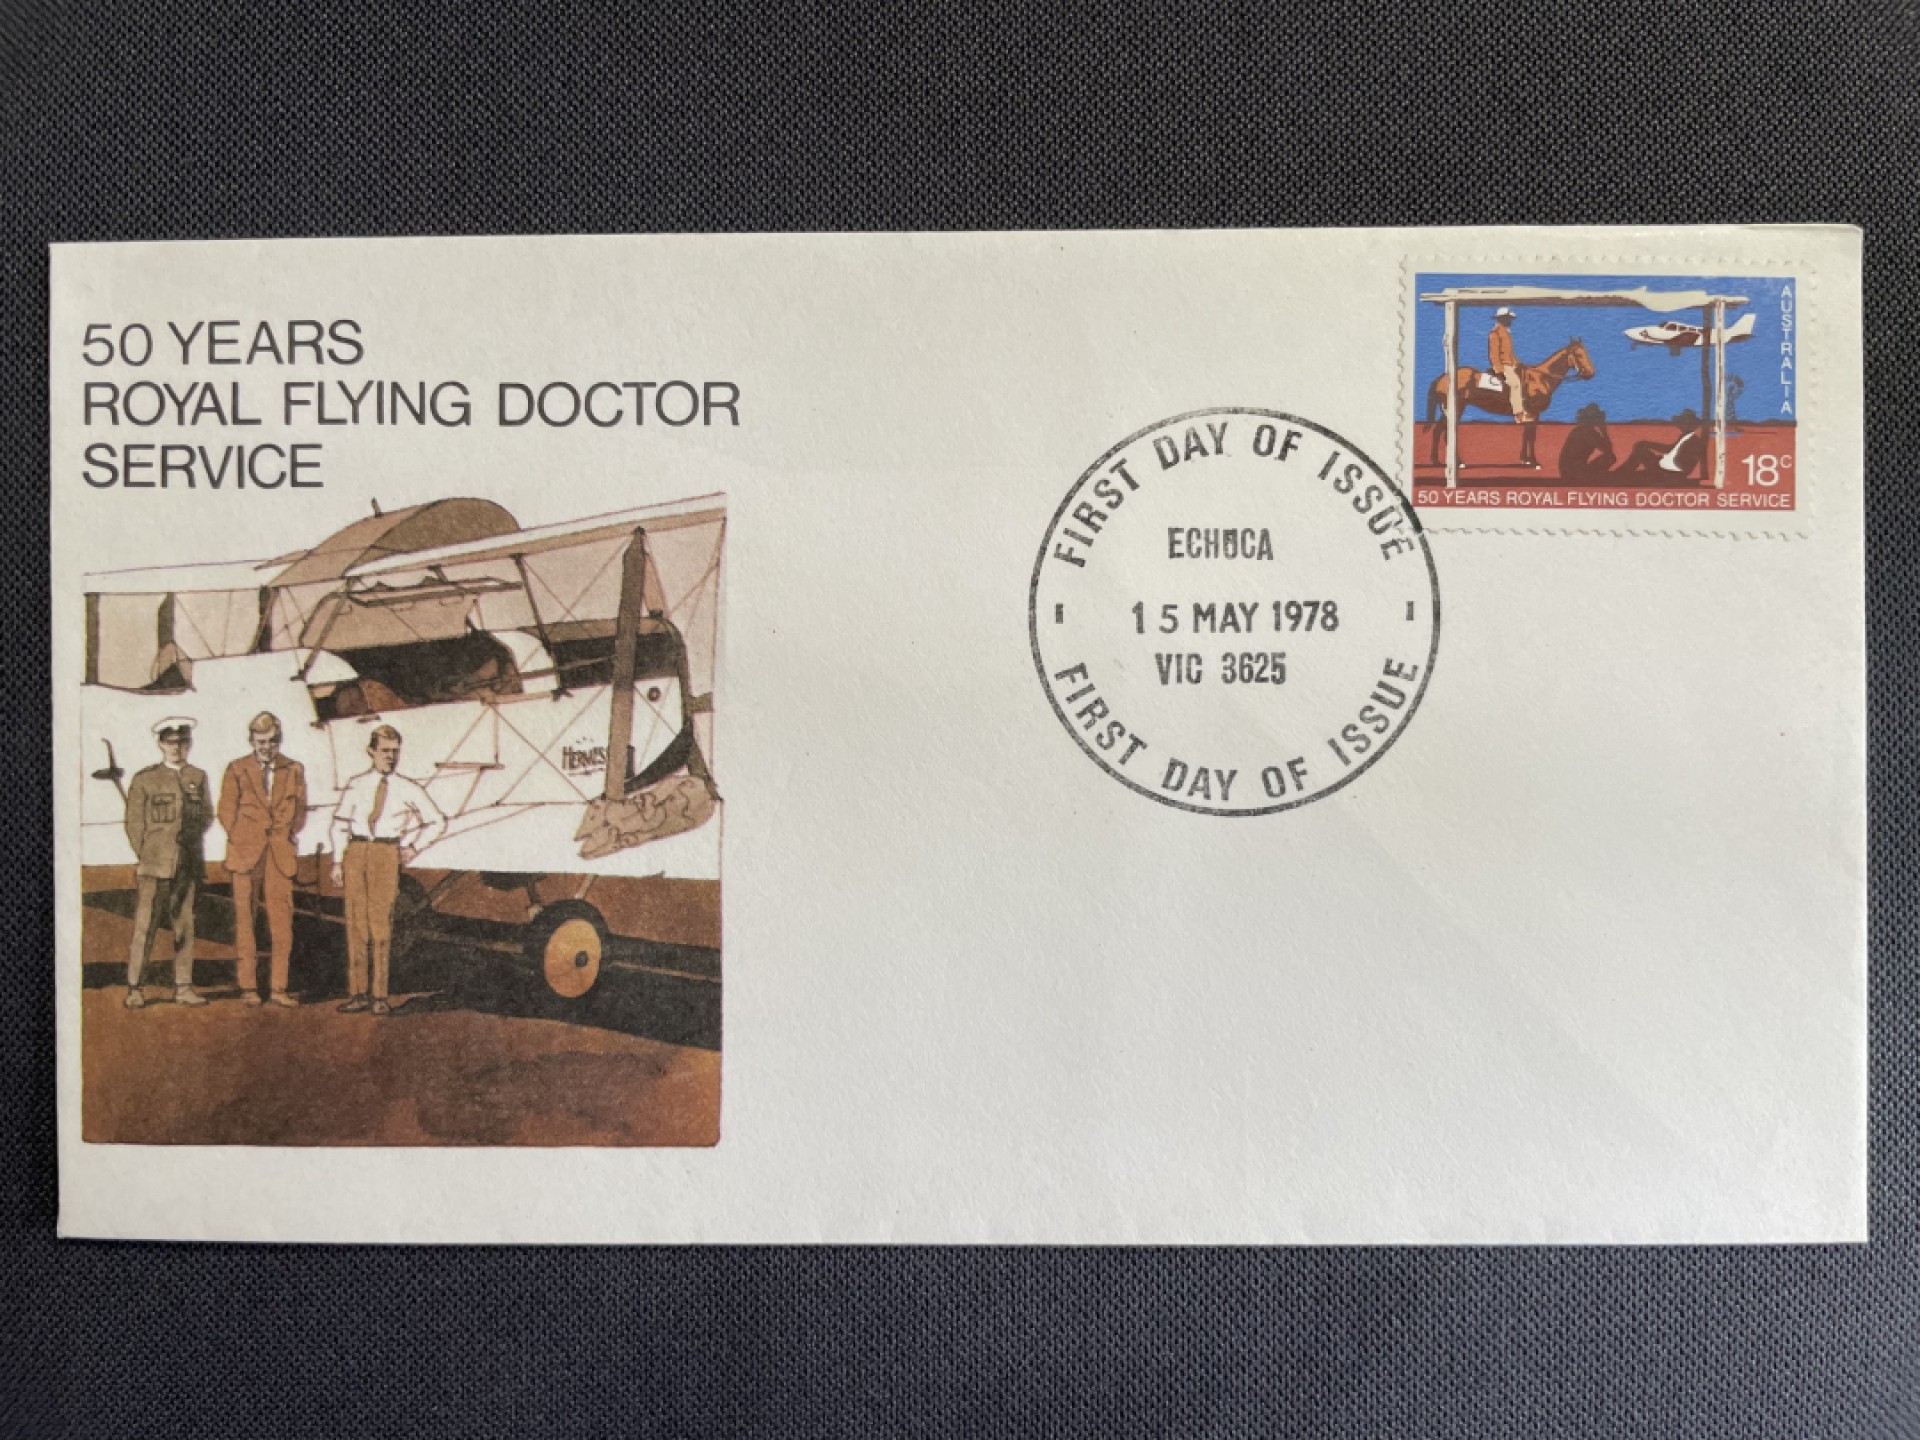 50 YEARS
ROYAL FLYING DOCTOR
SERVICE
HERMES
AUSTRALIA
18c
50 YEARS ROYAL FLYING DOCTOR SERVICE
FIRST DAY OF ISSUE
ECHUCA
15 MAY 1978
VIC 3625
FIRST DAY OF ISSUE